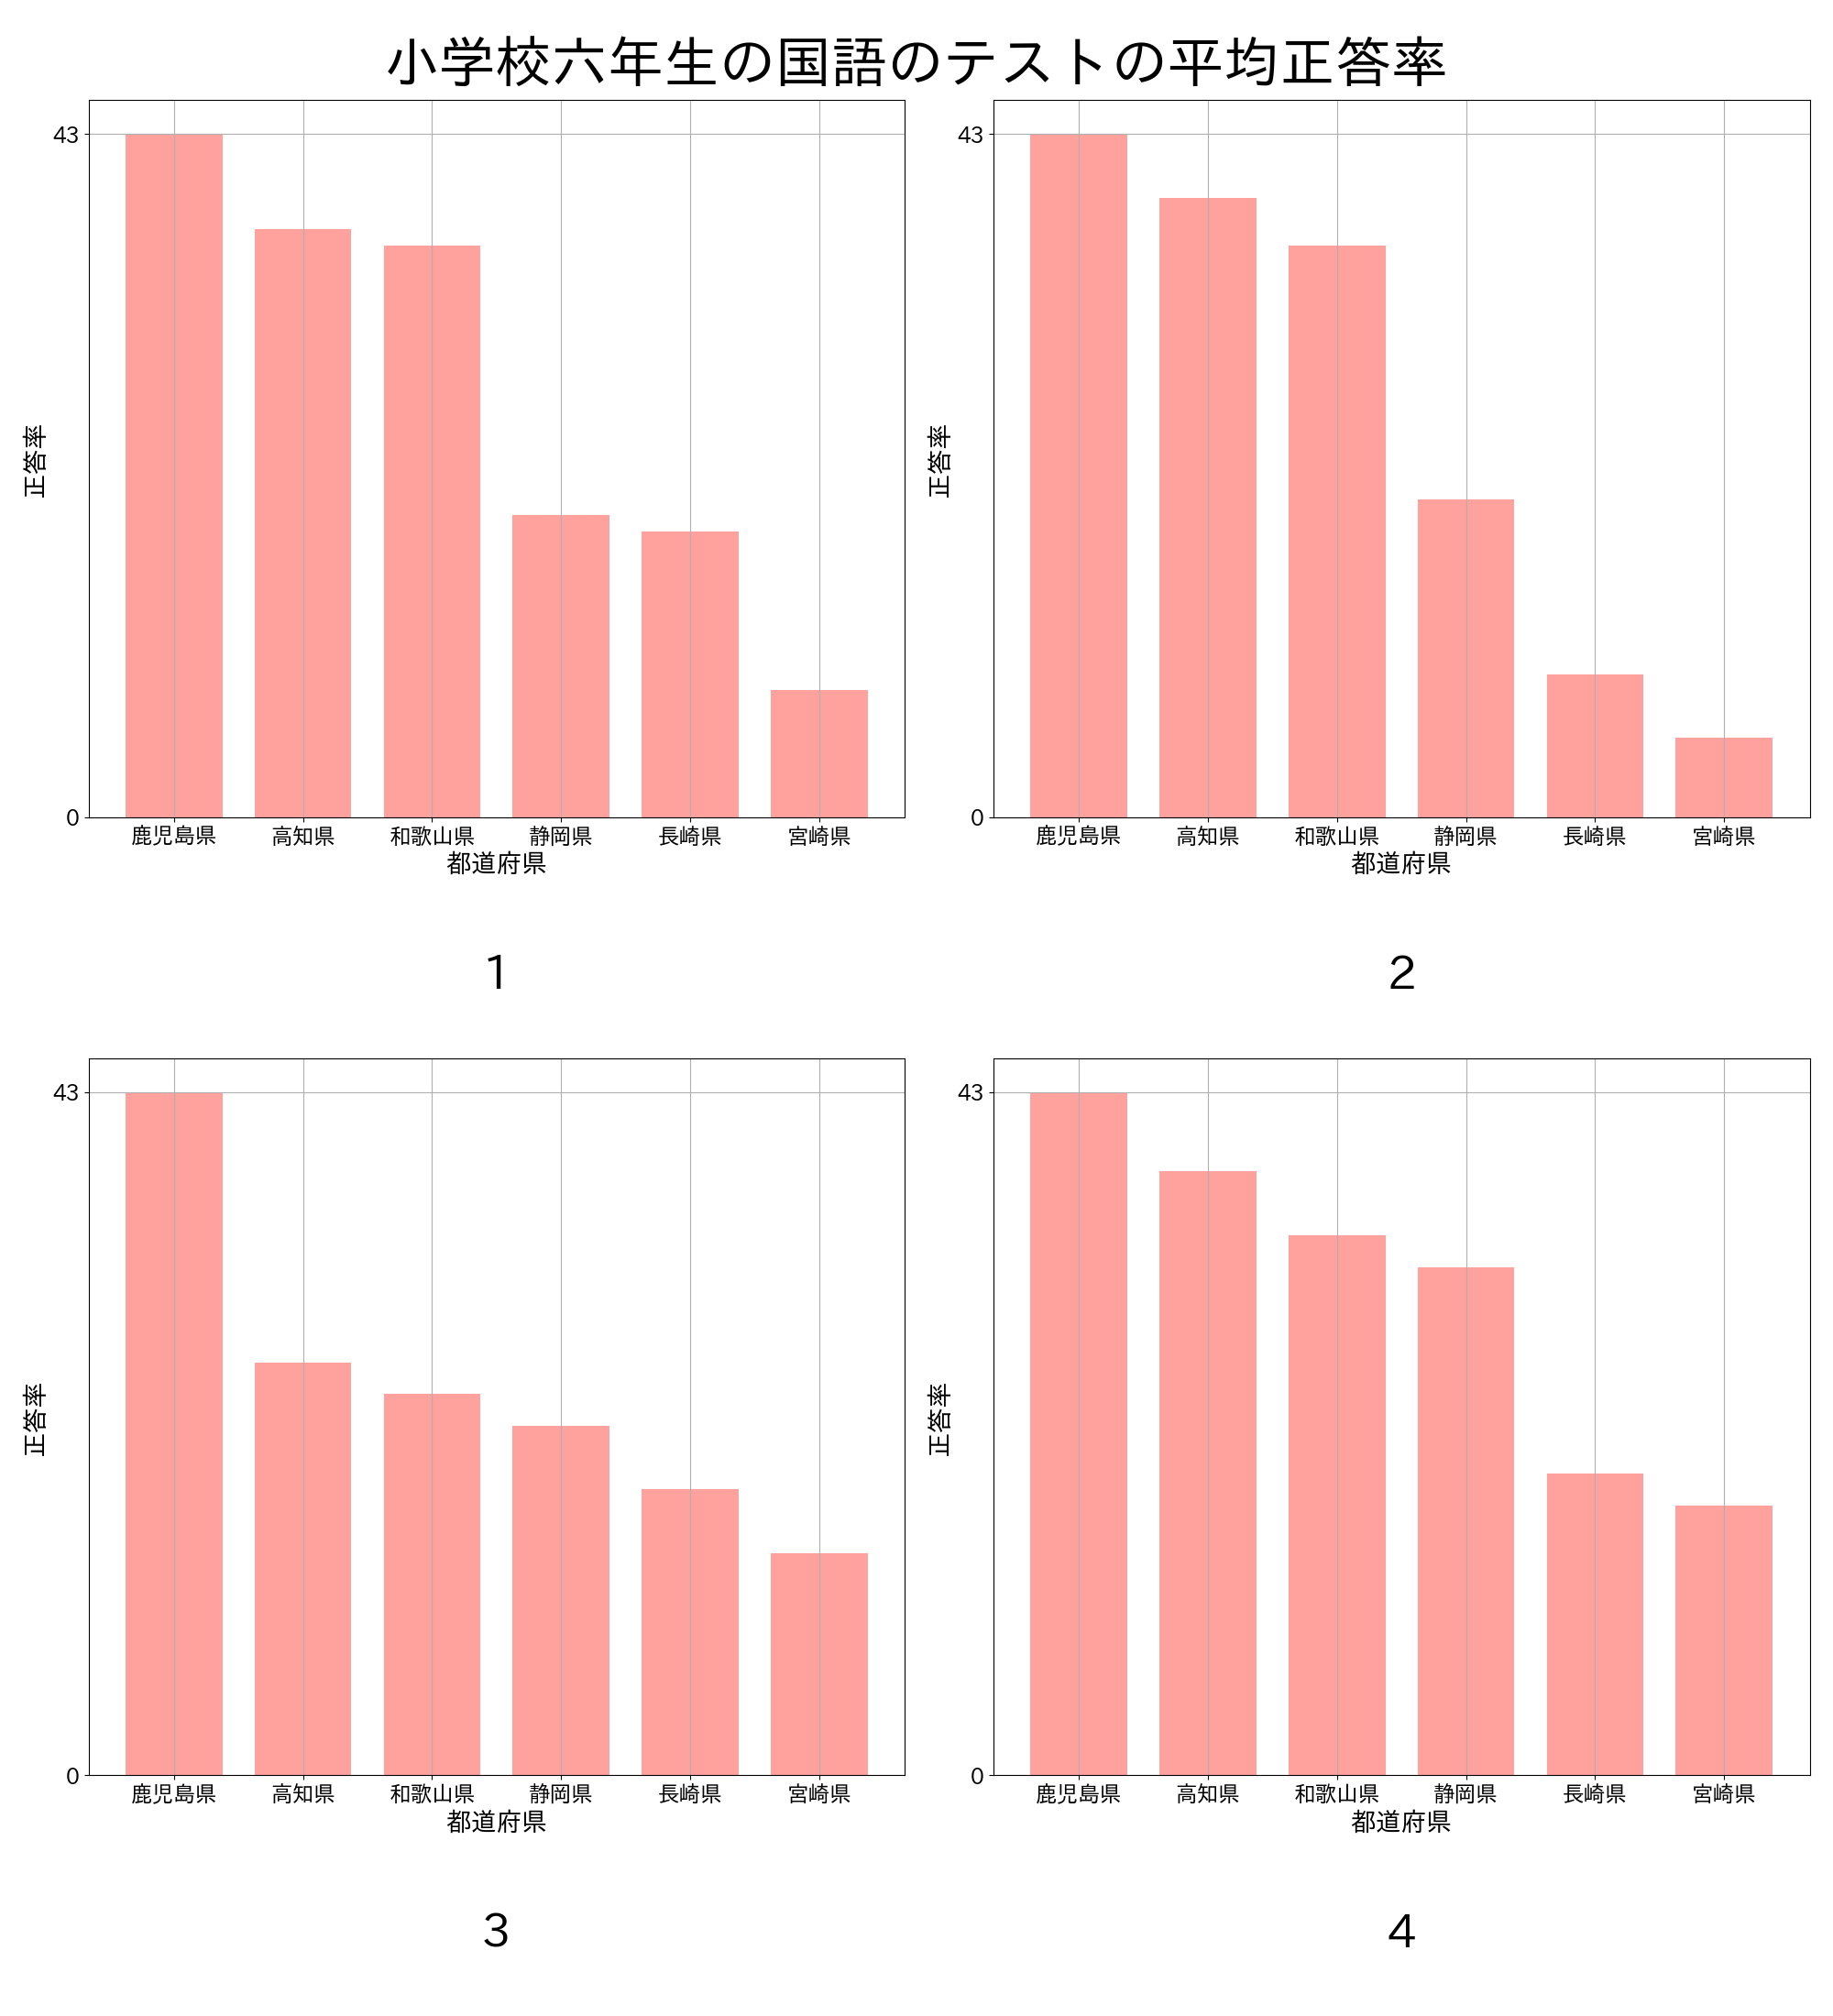 小学校六年生の国語のテストの平均正答率
43
0
正答率
鹿児島県 高知県 和歌山県 静岡県 長崎県 宮崎県
都道府県
1
43
0
正答率
鹿児島県 高知県 和歌山県 静岡県 長崎県 宮崎県
都道府県
2
43
0
正答率
鹿児島県 高知県 和歌山県 静岡県 長崎県 宮崎県
都道府県
3
43
0
正答率
鹿児島県 高知県 和歌山県 静岡県 長崎県 宮崎県
都道府県
4